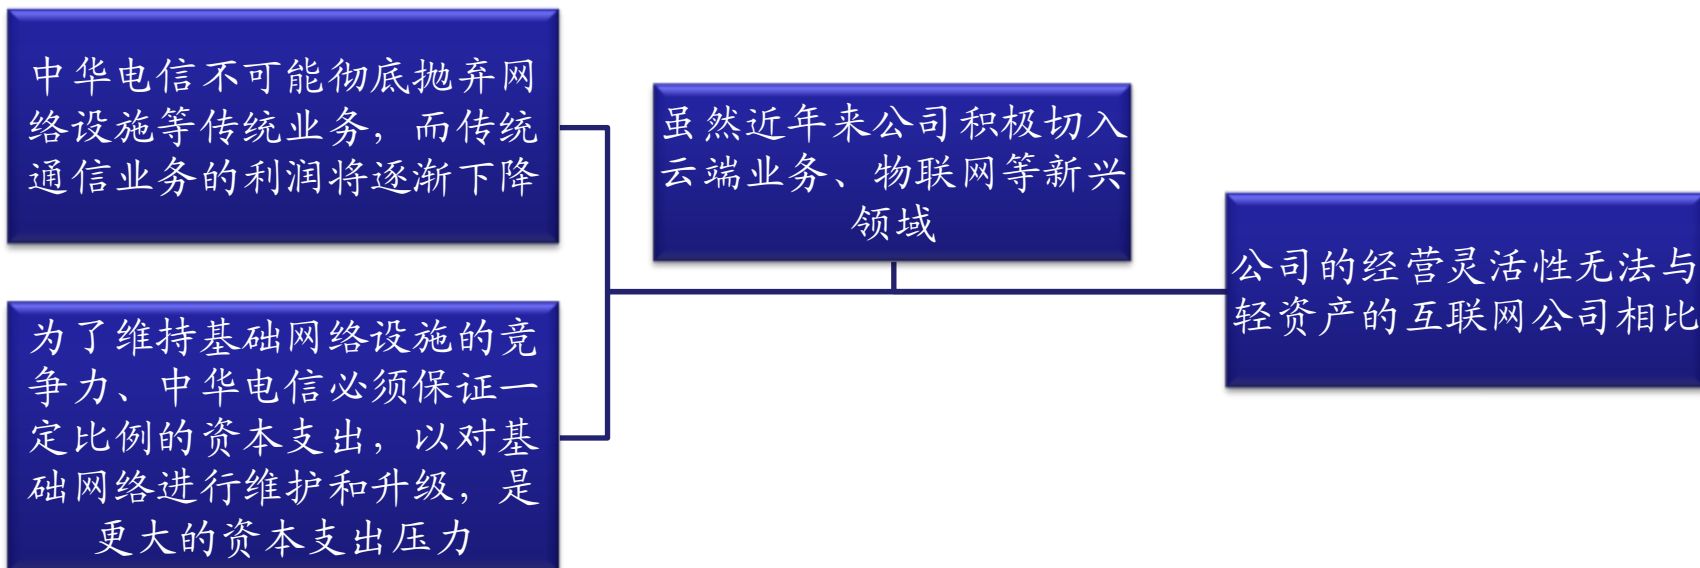 中华电信不可能彻底抛弃网
络设施等传统业务，而传统
通信业务的利润将逐渐下降
为了维持基础网络设施的竞
争力、中华电信必须保证一
定比例的资本支出，以对基
础网络进行维护和升级，是
更大的资本支出压力
虽然近年来公司积极切入
云端业务、物联网等新兴
领域
公司的经营灵活性无法与
轻资产的互联网公司相比